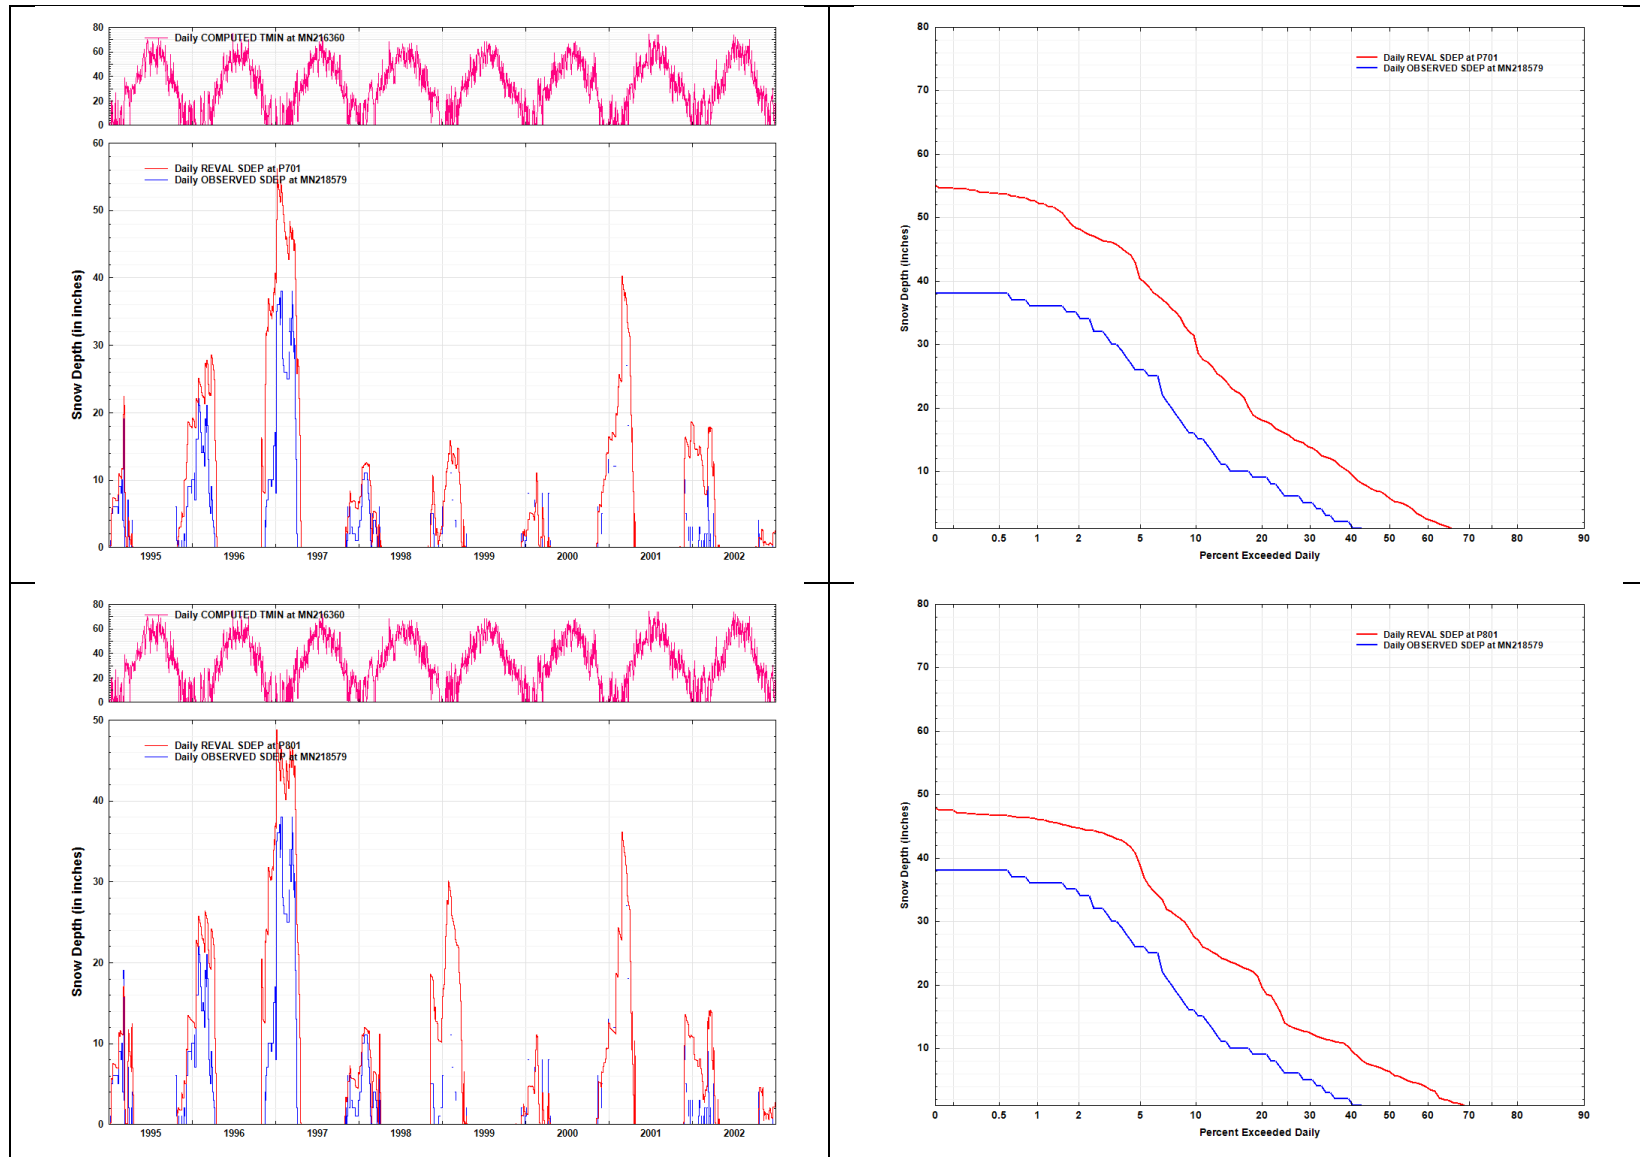 80
60
40
20
0
Daily COMPUTED TMIN at MN216360
60
50
40
30
20
10
0
Snow Depth (in inches)
Daily REVAL SDEP at P701
Daily OBSERVED SDEP at MN218579
1995 1996 1997 1998 1999 2000 2001 2002
80
70
60
50
40
30
20
10
Snow Depth (inches)
Daily REVAL SDEP at P701
Daily OBSERVED SDEP at MN218579
0 0.5 1 2 5 10 20 30 40 50 60 70 80 90
Percent Exceeded Daily
80
60
40
20
0
Daily COMPUTED TMIN at MN216360
50
40
30
20
10
0
Snow Depth (in inches)
Daily REVAL SDEP at P801
Daily OBSERVED SDEP at MN218579
1995 1996 1997 1998 1999 2000 2001 2002
80
70
60
50
40
30
20
10
Snow Depth (inches)
Daily REVAL SDEP at P801
Daily OBSERVED SDEP at MN218579
0 0.5 1 2 5 10 20 30 40 50 60 70 80 90
Percent Exceeded Daily